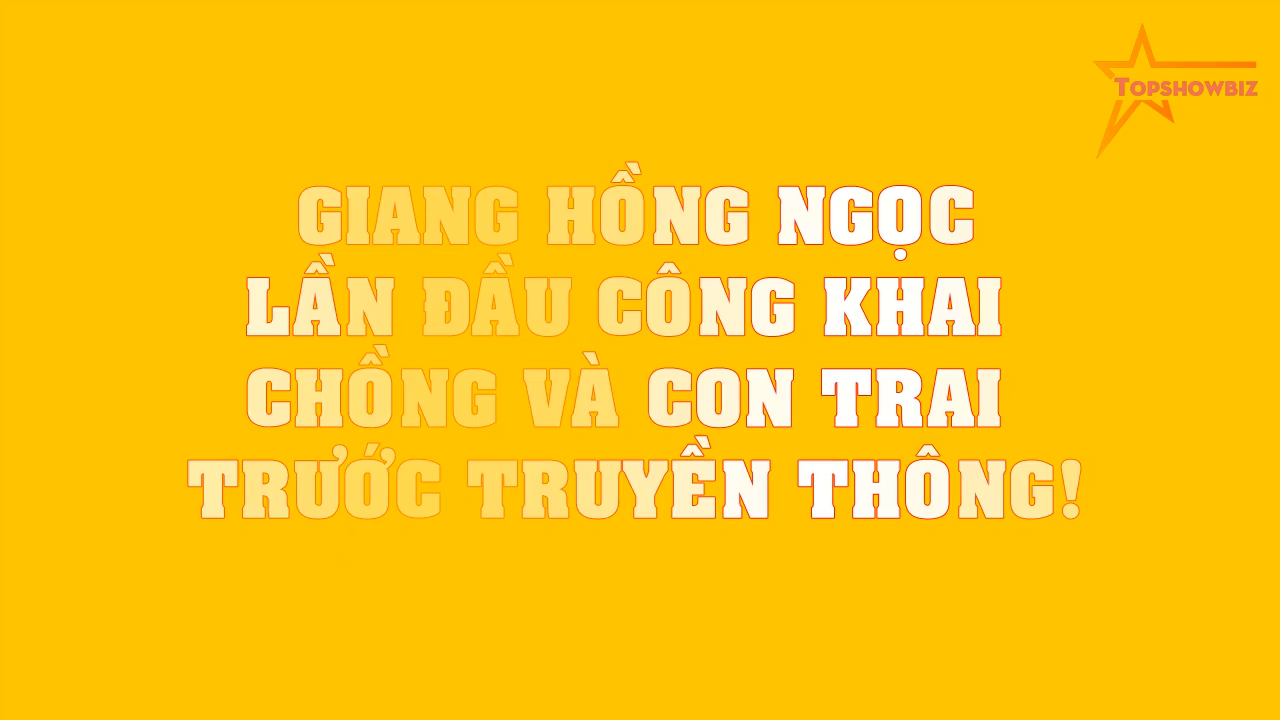 TOPSHOWBIZ
GIANG HỒNG NGỌC
LẦN ĐẦU CÔNG KHAI
CHỒNG VÀ CON TRAI
TRƯỚC TRUYỀN THÔNG!